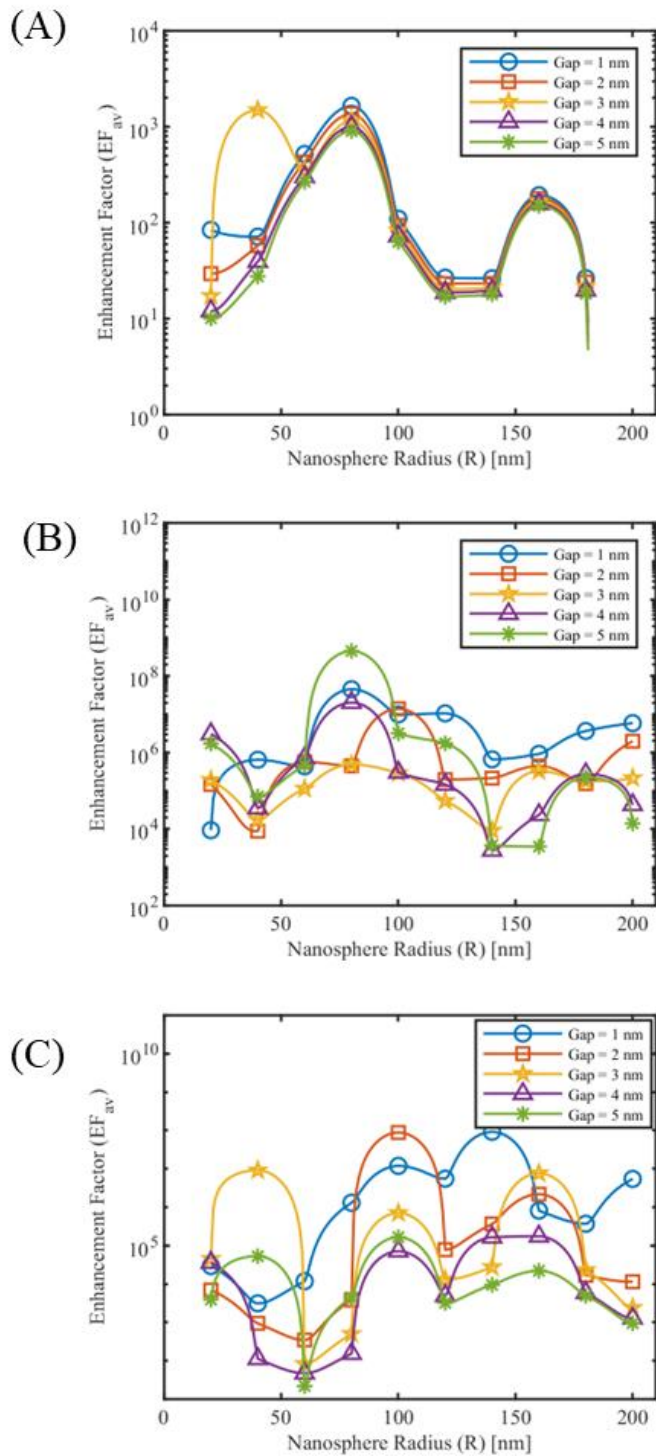 (A)
10^4
10^3
10^2
10^1
10^0
Enhancement Factor (EF_av)
Gap = 1 nm
Gap = 2 nm
Gap = 3 nm
Gap = 4 nm
Gap = 5 nm
0 50 100 150 200
Nanosphere Radius (R) [nm]
(B)
10^12
10^10
10^8
10^6
10^4
10^2
Enhancement Factor (EF_av)
Gap = 1 nm
Gap = 2 nm
Gap = 3 nm
Gap = 4 nm
Gap = 5 nm
0 50 100 150 200
Nanosphere Radius (R) [nm]
(C)
10^10
10^5
Enhancement Factor (EF_av)
Gap = 1 nm
Gap = 2 nm
Gap = 3 nm
Gap = 4 nm
Gap = 5 nm
0 50 100 150 200
Nanosphere Radius (R) [nm]